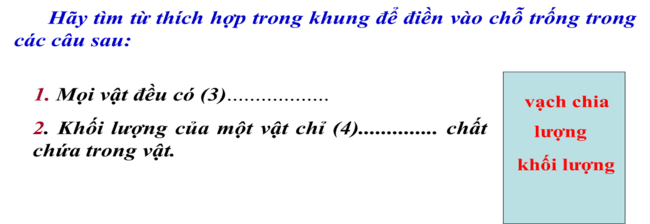 Hãy tìm từ thích hợp trong khung để điền vào chỗ trống trong
các câu sau:
1. Mọi vật đều có (3)..................
2. Khối lượng của một vật chỉ (4).............. chất
chứa trong vật.
vạch chia
lượng
khối lượng